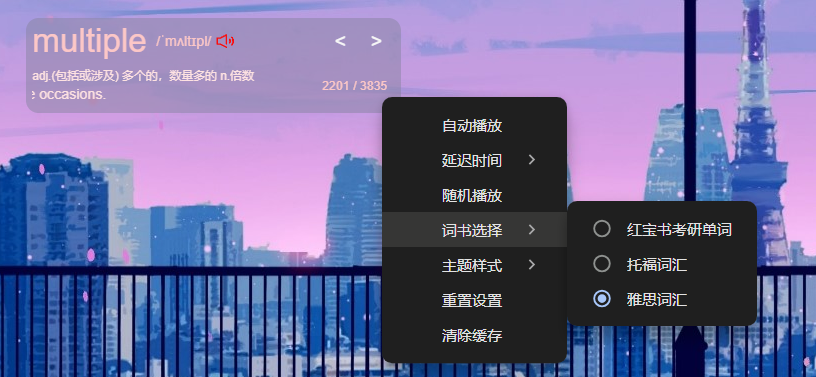 multiple /ˈmʌltɪpl/ < >
adj.(包括或涉及) 多个的，数量多的 n.倍数
occasions.
2201 / 3835
自动播放
延迟时间
随机播放
词书选择
主题样式
重置设置
清除缓存
红宝书考研单词
托福词汇
雅思词汇